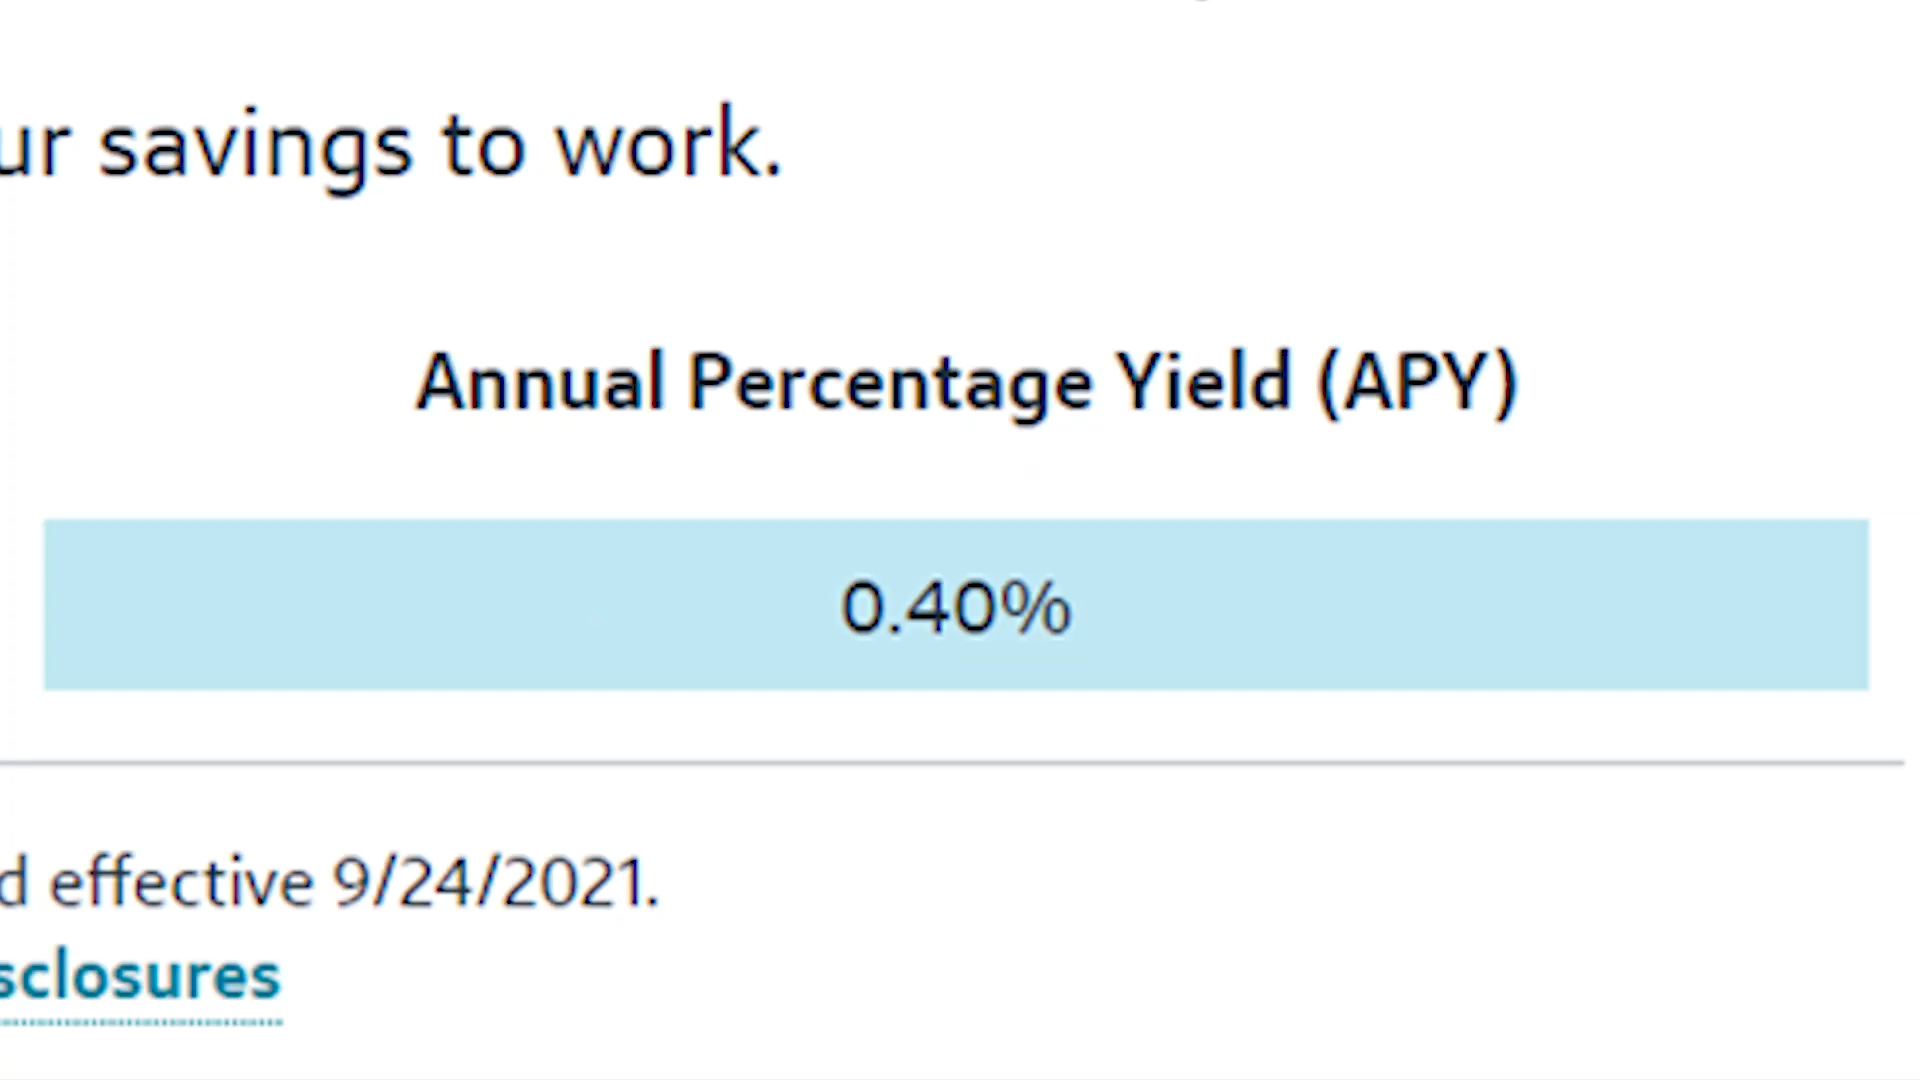 ur savings to work.
Annual Percentage Yield (APY)
0.40%
d effective 9/24/2021.
sclosures